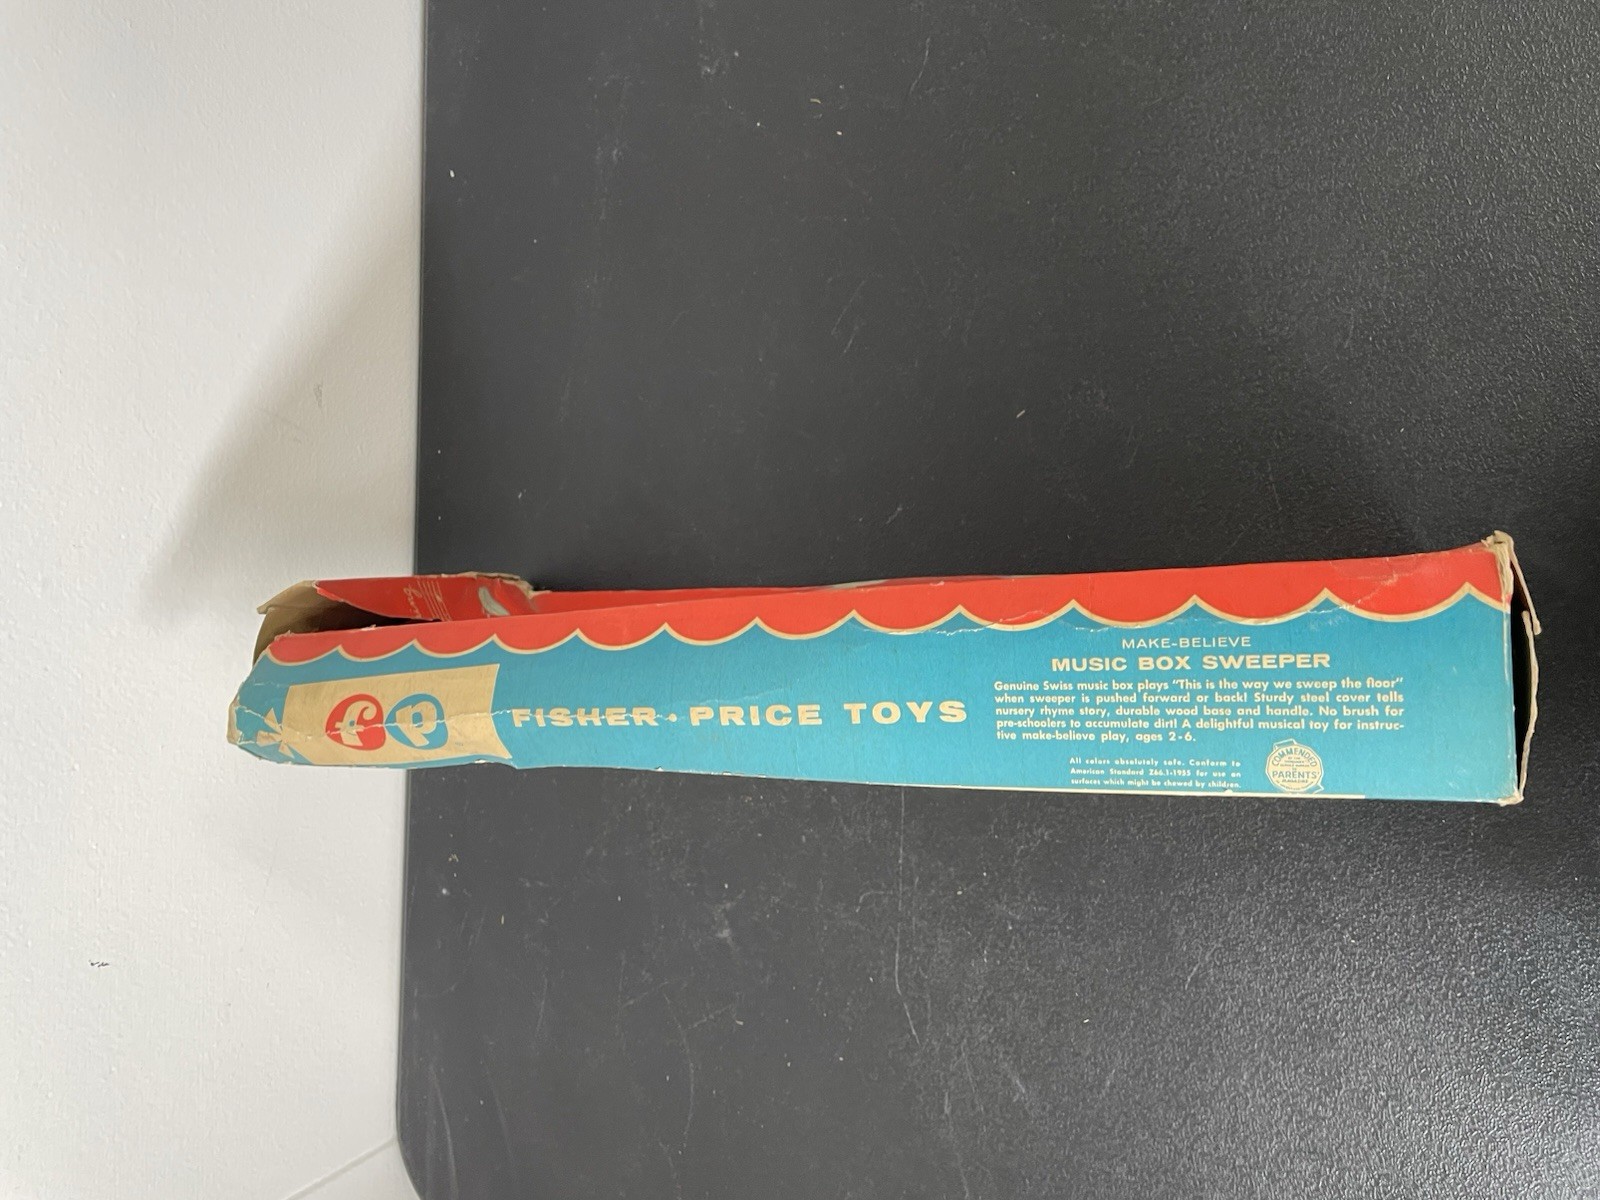 fp
FISHER-PRICE TOYS
MAKE-BELIEVE
MUSIC BOX SWEEPER
Genuine Swiss music box plays "This is the way we sweep the floor"
when sweeper is pushed forward or back! Sturdy steel cover tells
nursery rhyme story, durable wood base and handle. No brush for
pre-schoolers to accumulate dirt! A delightful musical toy for instruc-
tive make-believe play, ages 2-6.
All colors absolutely safe. Conform to
American Standard Z66.1-1955 for use on
surfaces which might be chewed by children.
COMMENDED
PARENTS'
MAGAZINE